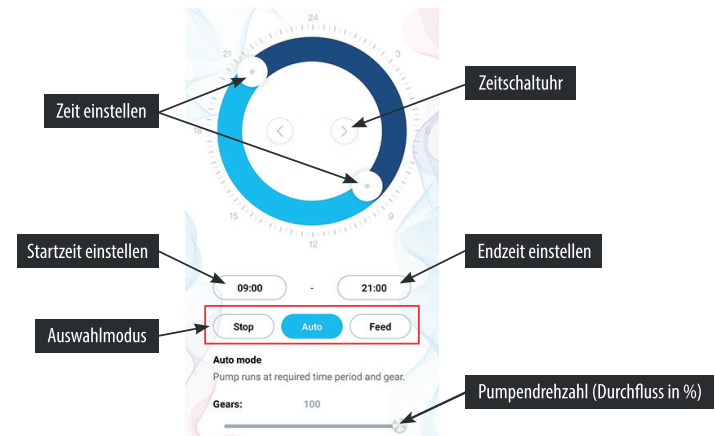 24
21
3
Zeitschaltuhr
Zeit einstellen
18
6
15
9
12
Startzeit einstellen
Endzeit einstellen
09:00 - 21:00
Auswahlmodus
Stop Auto Feed
Auto mode
Pump runs at required time period and gear.
Pumpendrehzahl (Durchfluss in %)
Gears: 100